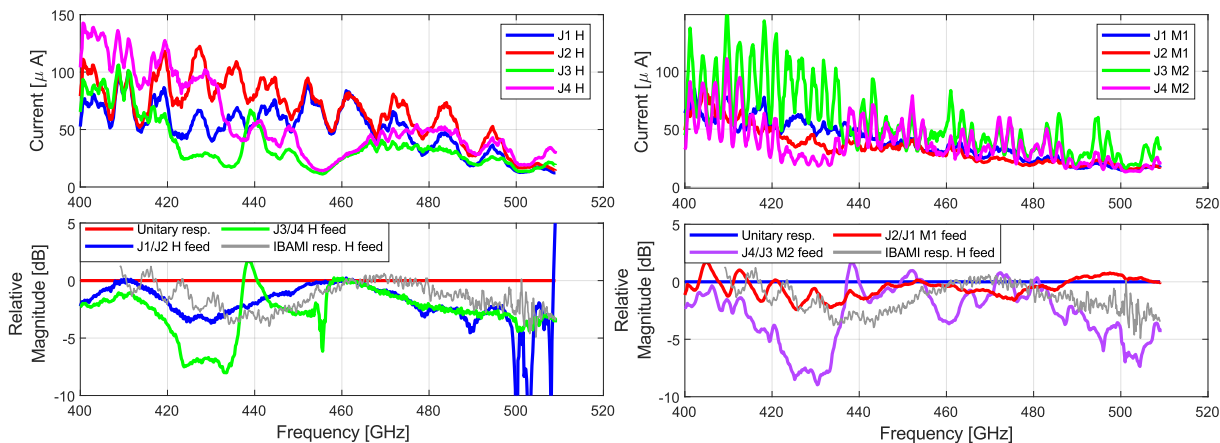 150
100
50
0
Current [μ A]
J1 H
J2 H
J3 H
J4 H
400 420 440 460 480 500 520
5
0
-5
-10
Relative
Magnitude [dB]
Unitary resp.
J1/J2 H feed
J3/J4 H feed
IBAMI resp. H feed
400 420 440 460 480 500 520
Frequency [GHz]
150
100
50
0
Current [μ A]
J1 M1
J2 M1
J3 M2
J4 M2
400 420 440 460 480 500 520
5
0
-5
-10
Relative
Magnitude [dB]
Unitary resp.
J4/J3 M2 feed
J2/J1 M1 feed
IBAMI resp. H feed
400 420 440 460 480 500 520
Frequency [GHz]